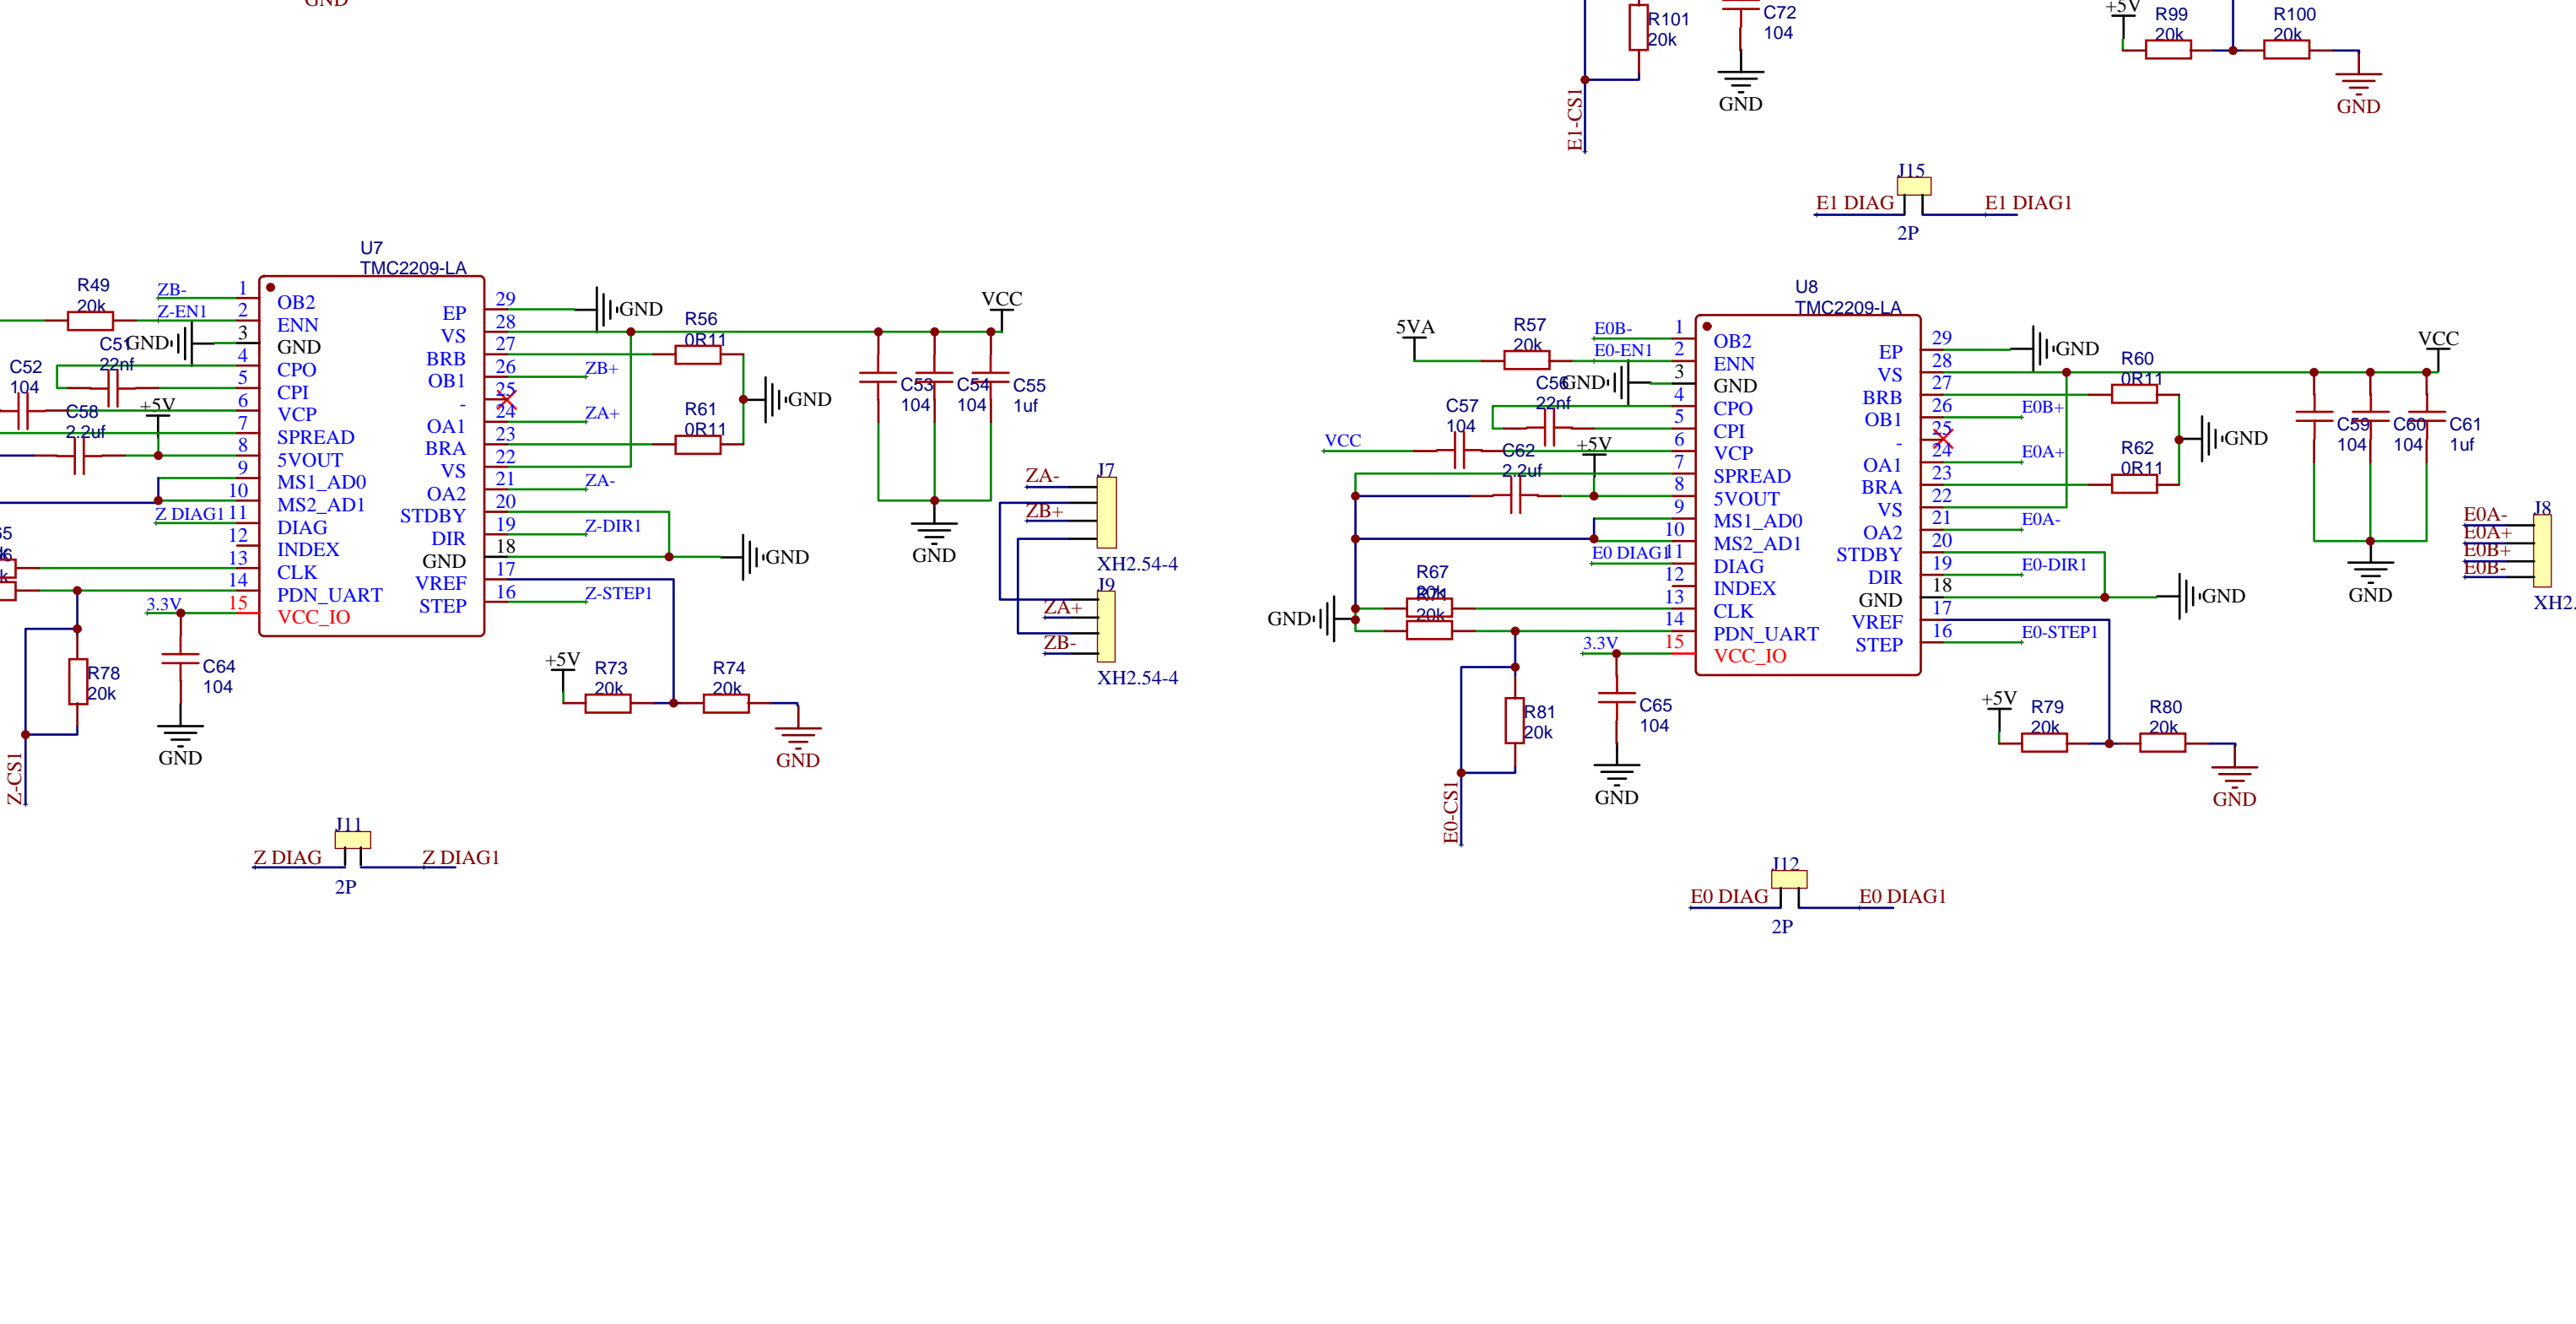 GND
R101
20k
C72
104
GND
E1-CS1
+5V
R99
20k
R100
20k
GND
J15
E1 DIAG
E1 DIAG1
2P
U7
TMC2209-LA
R49
20k
ZB-
Z-EN1
GND
C51
22nf
C52
104
C58
2.2uf
+5V
Z DIAG1
3.3V
1 OB2
2 ENN
3 GND
4 CPO
5 CPI
6 VCP
7 SPREAD
8 5VOUT
9 MS1_AD0
10 MS2_AD1
11 DIAG
12 INDEX
13 CLK
14 PDN_UART
15 VCC_IO
EP 29
VS 28
BRB 27
OB1 26
- 25
OA1 24
BRA 23
VS 22
OA2 21
STDBY 20
DIR 19
GND 18
VREF 17
STEP 16
GND
R56
0R11
ZB+
ZA+
R61
0R11
GND
ZA-
Z-DIR1
GND
Z-STEP1
VCC
C53
104
C54
104
C55
1uf
GND
J7
ZA-
ZB+
XH2.54-4
J9
ZA+
ZB-
XH2.54-4
R78
20k
C64
104
GND
Z-CS1
+5V
R73
20k
R74
20k
GND
J11
Z DIAG
Z DIAG1
2P
U8
TMC2209-LA
5VA
R57
20k
E0B-
E0-EN1
GND
C56
22nf
C57
104
VCC
C62
2.2uf
+5V
E0 DIAG1
R67
20k
R71
20k
GND
3.3V
1 OB2
2 ENN
3 GND
4 CPO
5 CPI
6 VCP
7 SPREAD
8 5VOUT
9 MS1_AD0
10 MS2_AD1
11 DIAG
12 INDEX
13 CLK
14 PDN_UART
15 VCC_IO
EP 29
VS 28
BRB 27
OB1 26
- 25
OA1 24
BRA 23
VS 22
OA2 21
STDBY 20
DIR 19
GND 18
VREF 17
STEP 16
GND
R60
0R11
E0B+
E0A+
R62
0R11
GND
E0A-
E0-DIR1
GND
E0-STEP1
VCC
C59
104
C60
104
C61
1uf
GND
J8
E0A-
E0A+
E0B+
E0B-
XH2.
R81
20k
C65
104
GND
E0-CS1
+5V
R79
20k
R80
20k
GND
J12
E0 DIAG
E0 DIAG1
2P